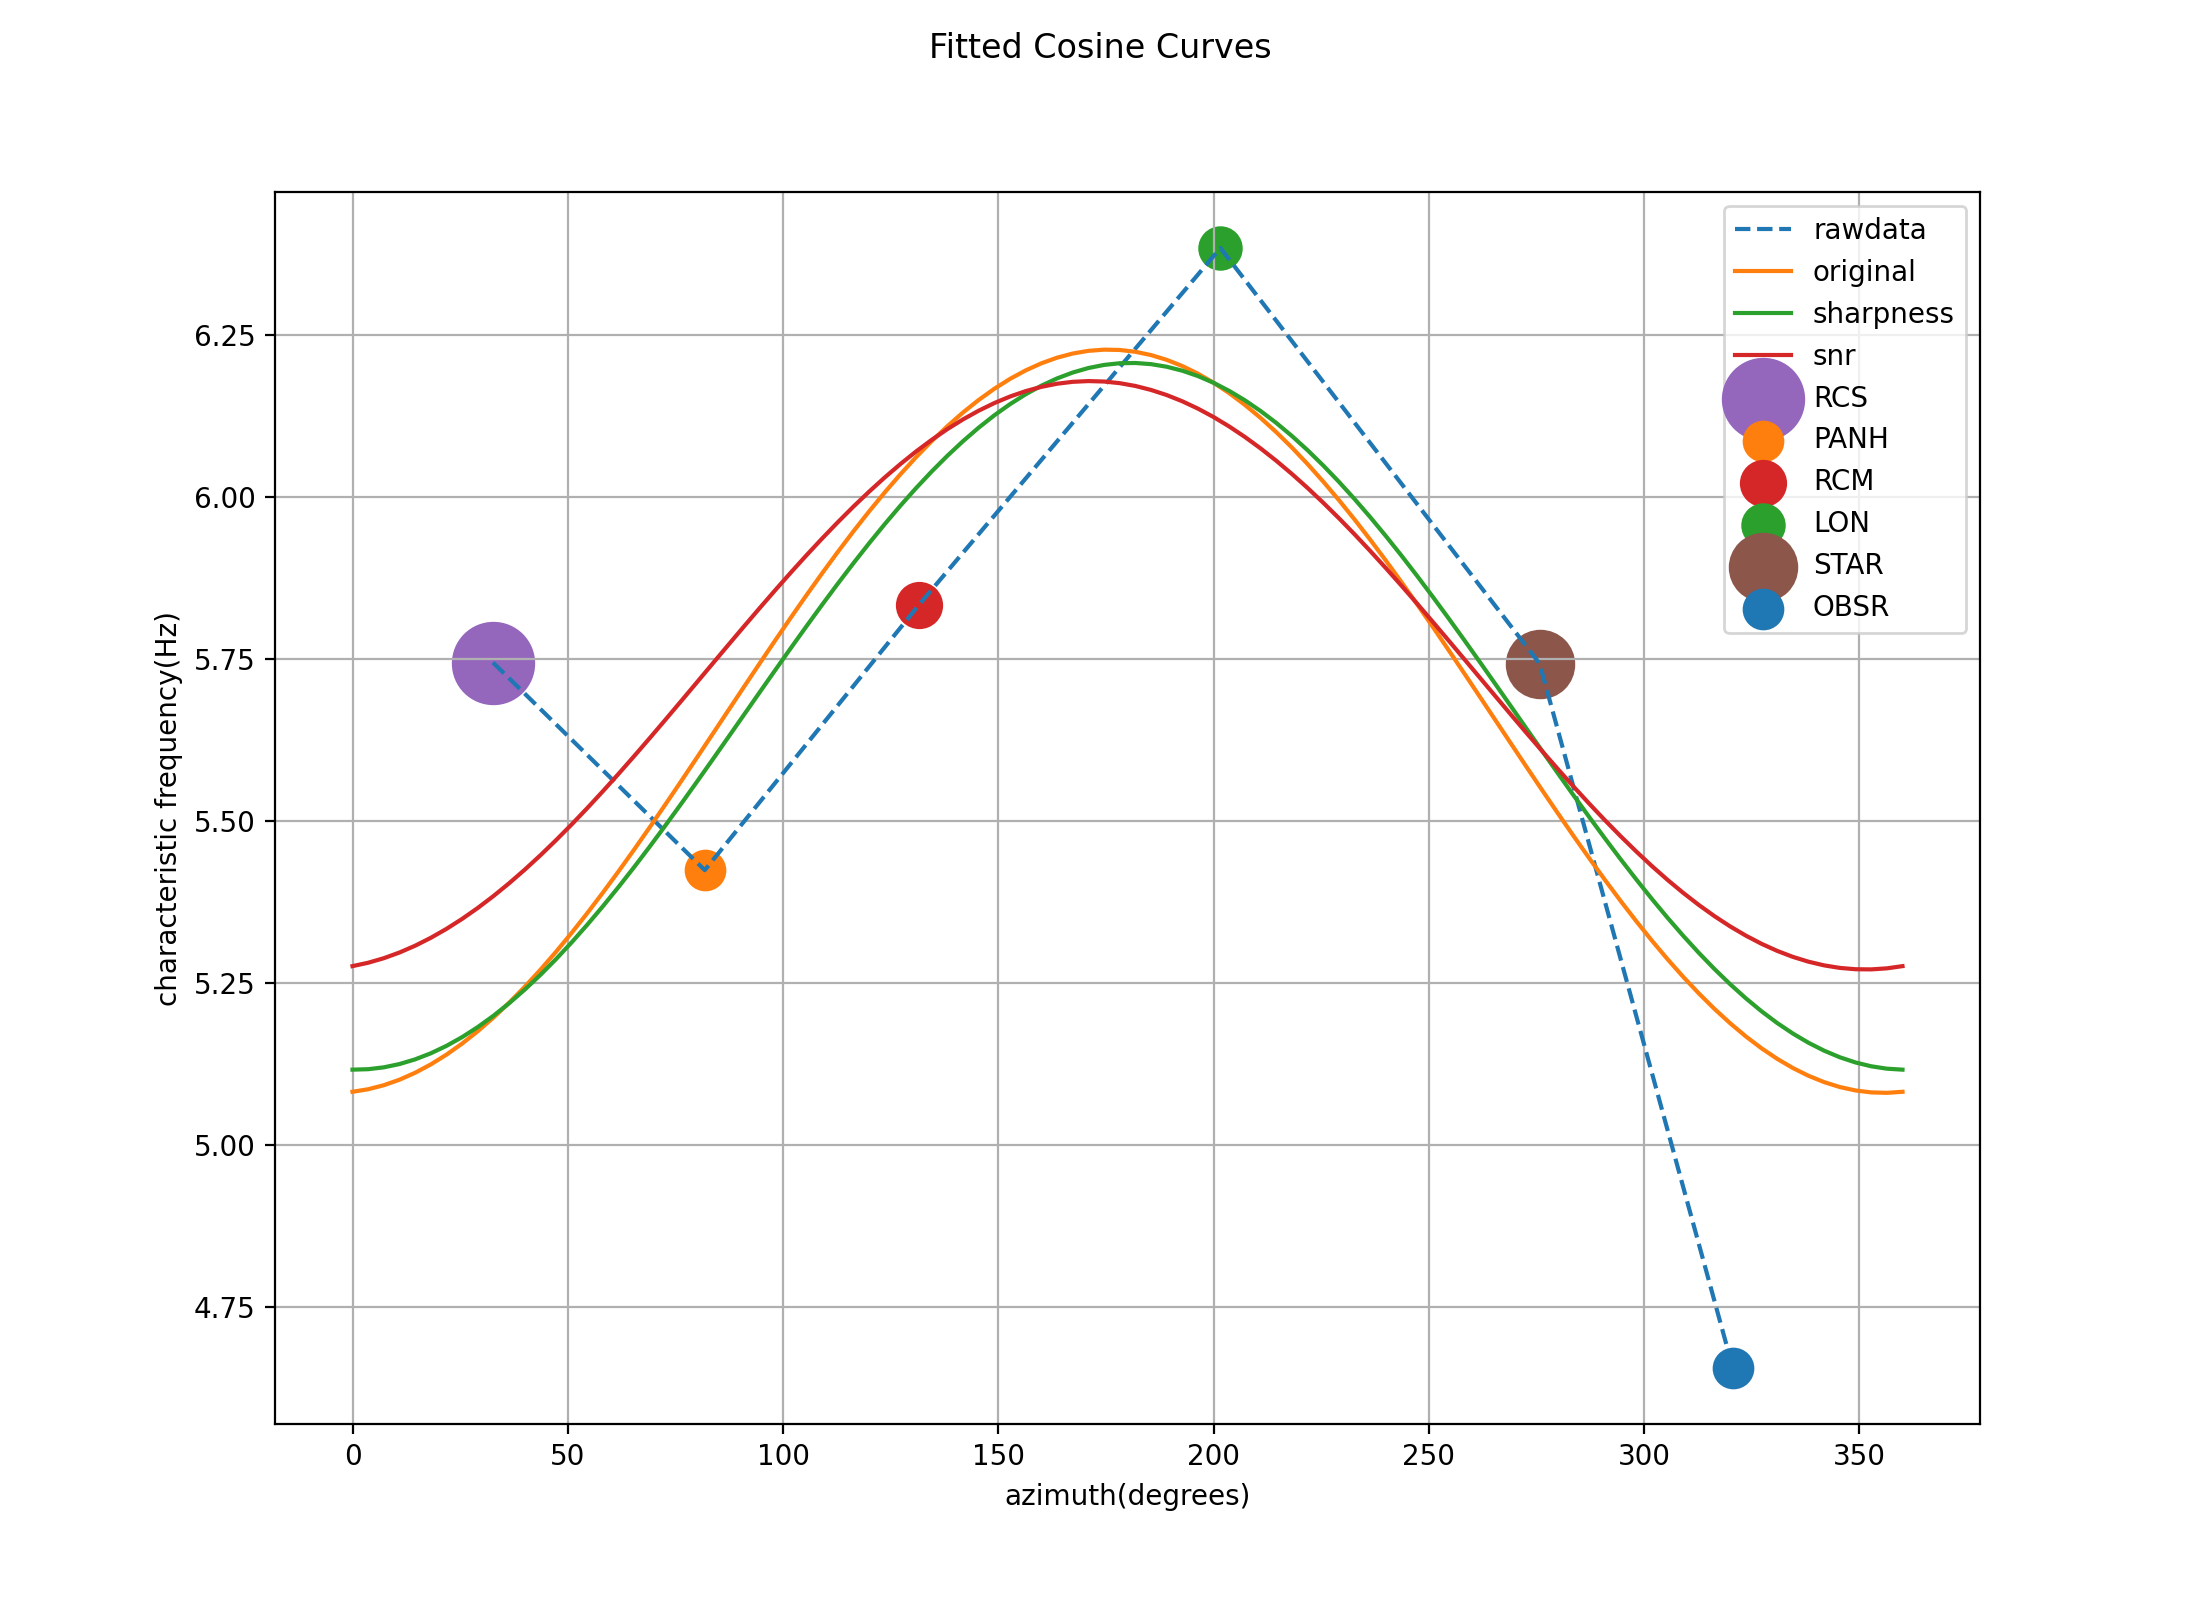 Fitted Cosine Curves
rawdata
original
sharpness
snr
RCS
PANH
RCM
LON
STAR
OBSR
characteristic frequency(Hz)
6.25
6.00
5.75
5.50
5.25
5.00
4.75
0 50 100 150 200 250 300 350
azimuth(degrees)